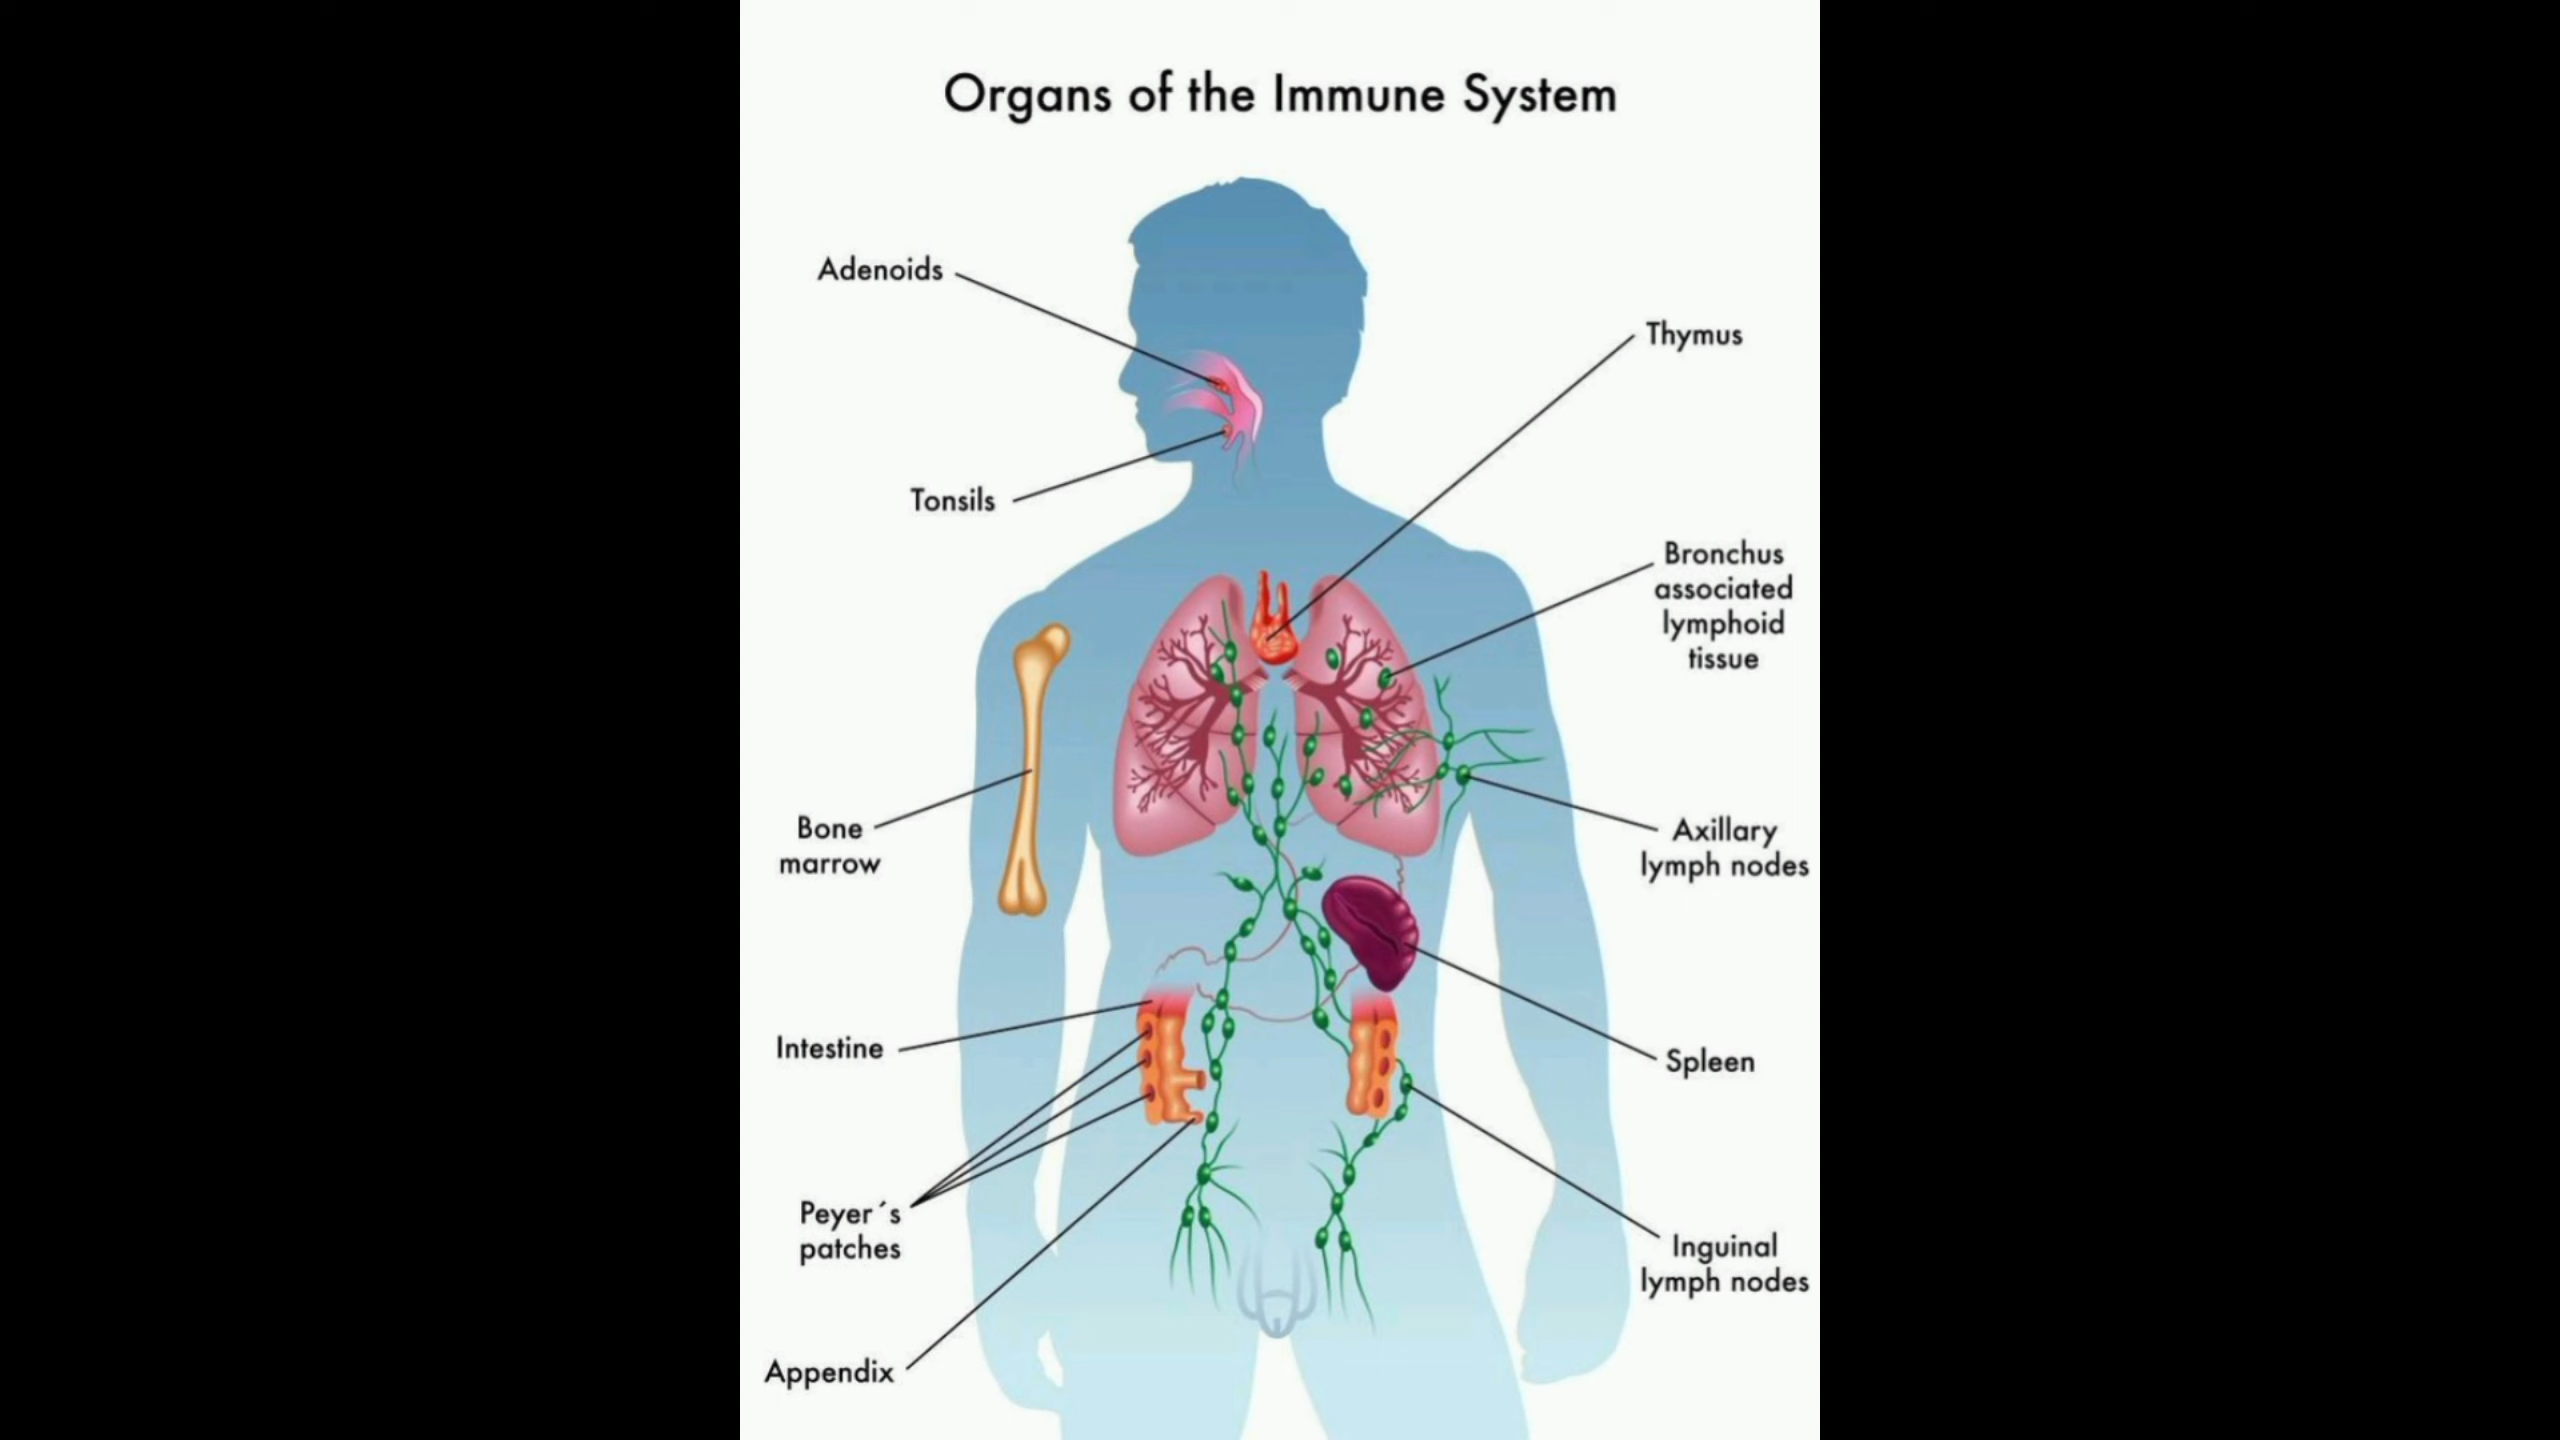 Organs of the Immune System
Adenoids
Thymus
Tonsils
Bronchus
associated
lymphoid
tissue
Bone
marrow
Axillary
lymph nodes
Intestine
Spleen
Peyer´s
patches
Inguinal
lymph nodes
Appendix